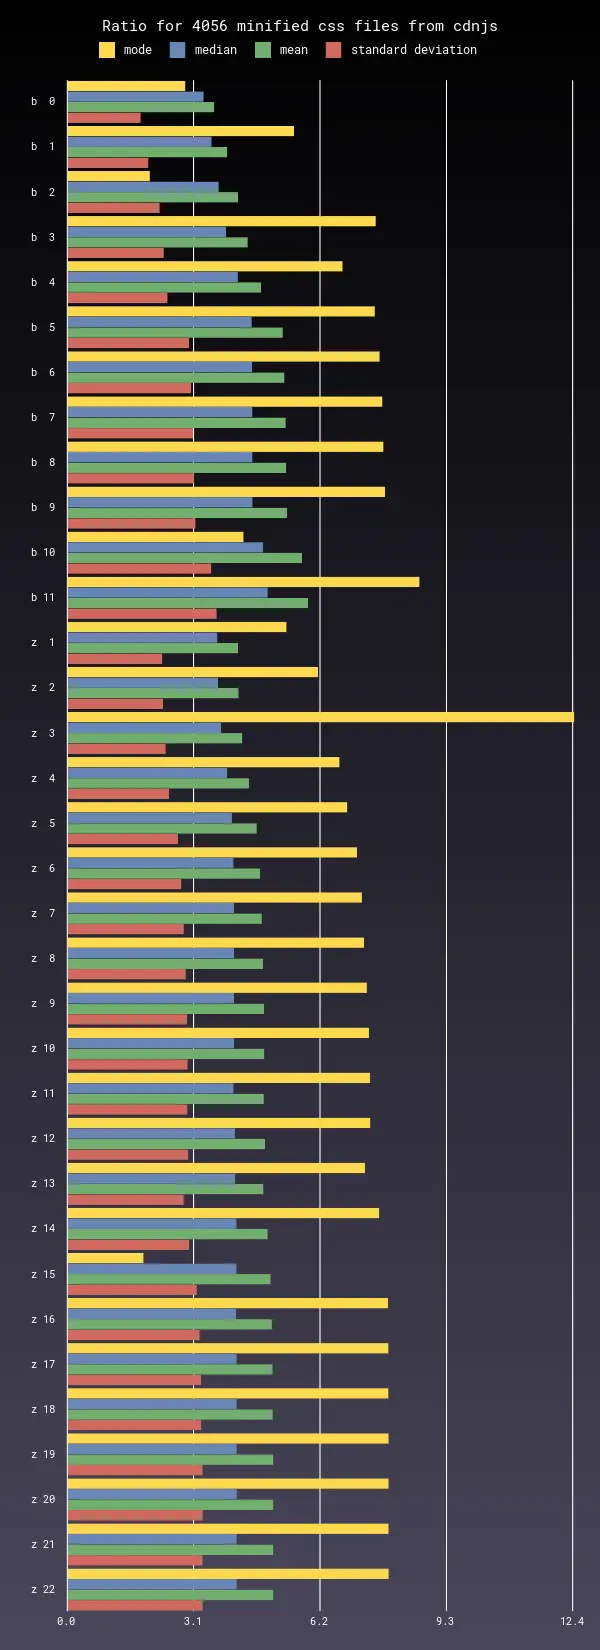 Ratio for 4056 minified css files from cdnjs
mode median mean standard deviation
b 0
b 1
b 2
b 3
b 4
b 5
b 6
b 7
b 8
b 9
b 10
b 11
z 1
z 2
z 3
z 4
z 5
z 6
z 7
z 8
z 9
z 10
z 11
z 12
z 13
z 14
z 15
z 16
z 17
z 18
z 19
z 20
z 21
z 22
0.0 3.1 6.2 9.3 12.4